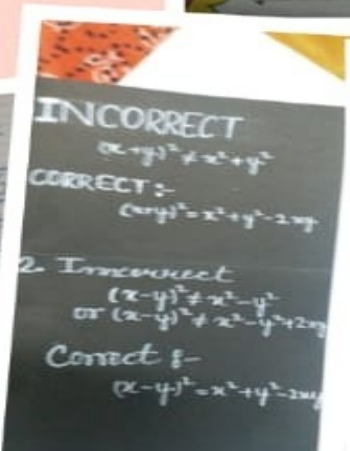 INCORRECT
(x+y)² ≠ x²+y²
CORRECT:-
(x+y)² = x²+y²-2xy
2. Incorrect
(x-y)² ≠ x²-y²
or (x-y)² ≠ x²-y²+2xy
Correct :-
(x-y)² = x²+y²-2xy